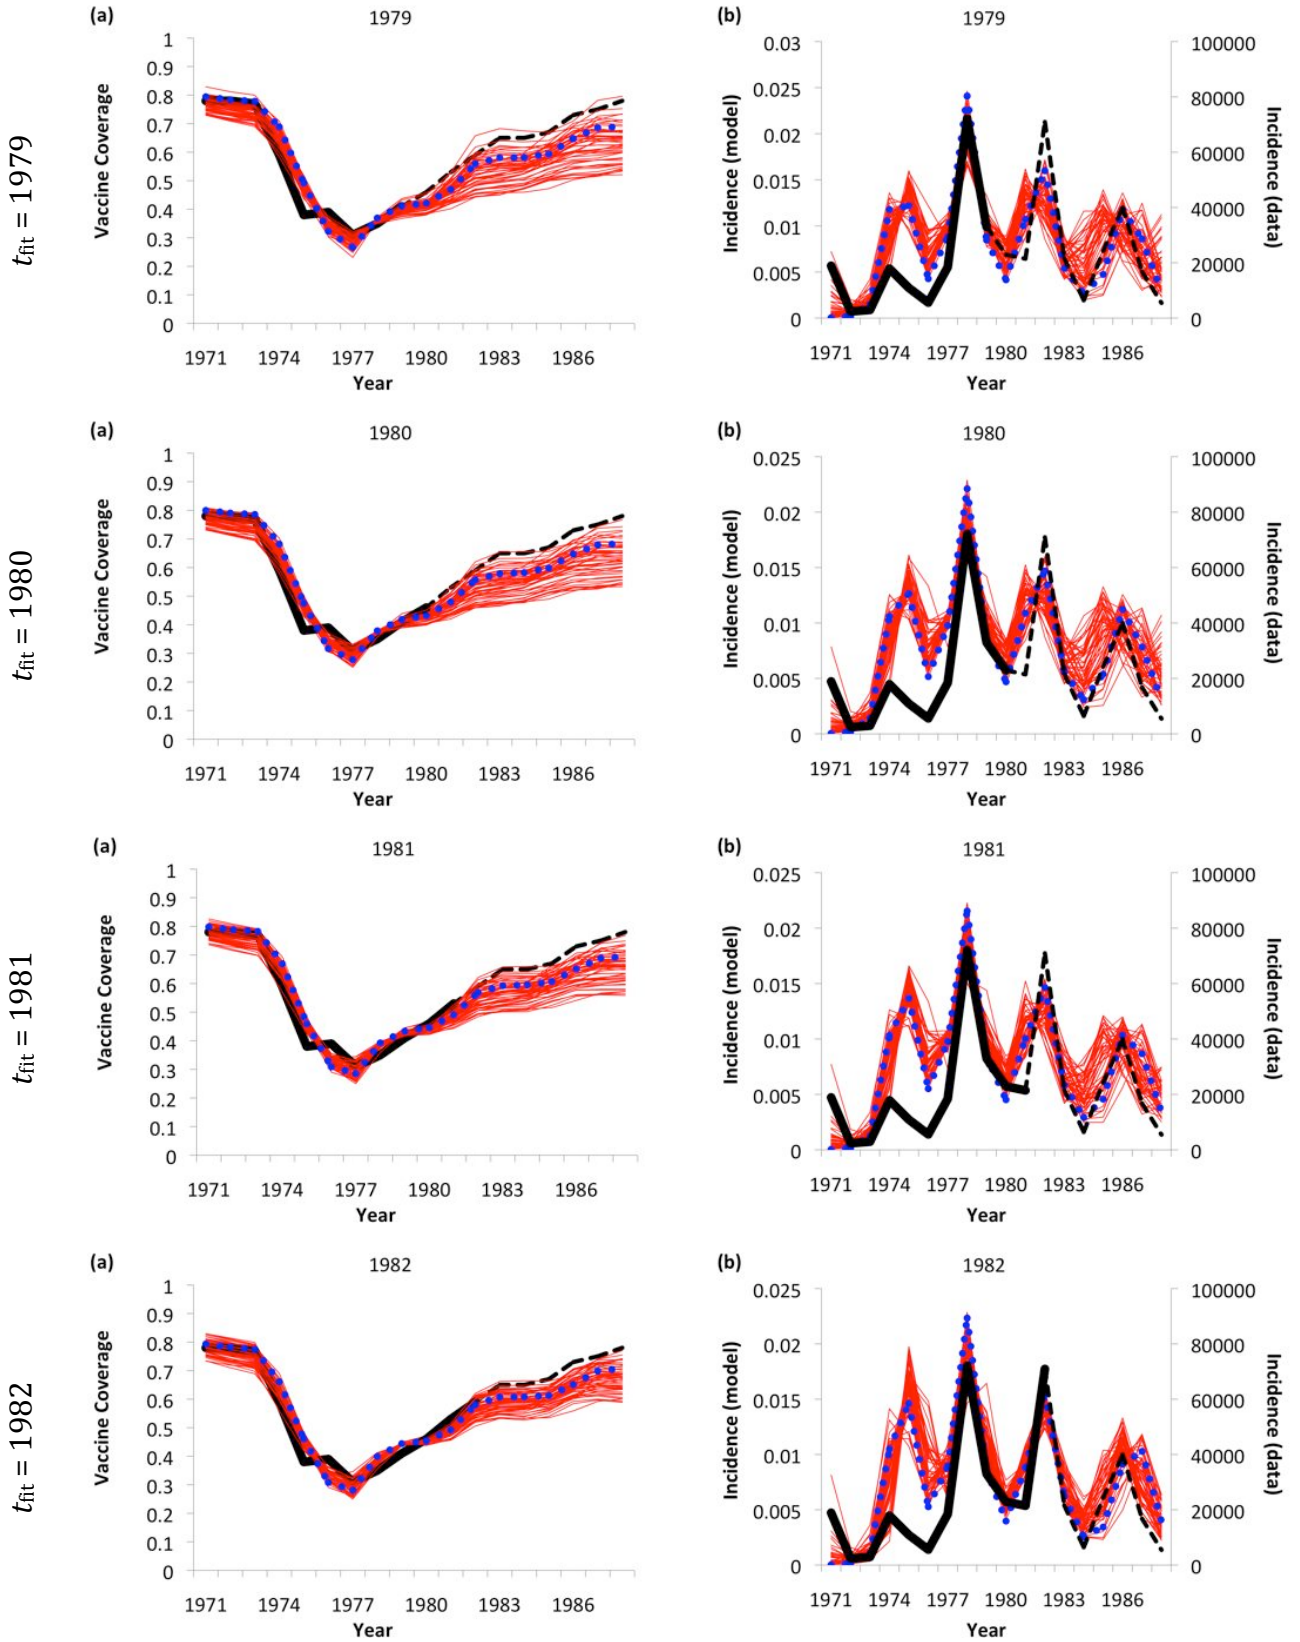 (a) 1979 (b) 1979
t_fit = 1979
Vaccine Coverage
1
0.9
0.8
0.7
0.6
0.5
0.4
0.3
0.2
0.1
0
1971 1974 1977 1980 1983 1986
Year
Incidence (model)
0.03
0.025
0.02
0.015
0.01
0.005
0
100000
80000
60000
40000
20000
0
Incidence (data)
1971 1974 1977 1980 1983 1986
Year
(a) 1980 (b) 1980
t_fit = 1980
Vaccine Coverage
1
0.9
0.8
0.7
0.6
0.5
0.4
0.3
0.2
0.1
0
1971 1974 1977 1980 1983 1986
Year
Incidence (model)
0.025
0.02
0.015
0.01
0.005
0
100000
80000
60000
40000
20000
0
Incidence (data)
1971 1974 1977 1980 1983 1986
Year
(a) 1981 (b) 1981
t_fit = 1981
Vaccine Coverage
1
0.9
0.8
0.7
0.6
0.5
0.4
0.3
0.2
0.1
0
1971 1974 1977 1980 1983 1986
Year
Incidence (model)
0.025
0.02
0.015
0.01
0.005
0
100000
80000
60000
40000
20000
0
Incidence (data)
1971 1974 1977 1980 1983 1986
Year
(a) 1982 (b) 1982
t_fit = 1982
Vaccine Coverage
1
0.9
0.8
0.7
0.6
0.5
0.4
0.3
0.2
0.1
0
1971 1974 1977 1980 1983 1986
Year
Incidence (model)
0.025
0.02
0.015
0.01
0.005
0
100000
80000
60000
40000
20000
0
Incidence (data)
1971 1974 1977 1980 1983 1986
Year